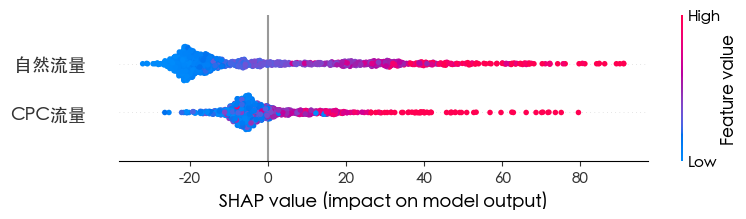 High
自然流量
CPC流量
Feature value
Low
-20 0 20 40 60 80
SHAP value (impact on model output)